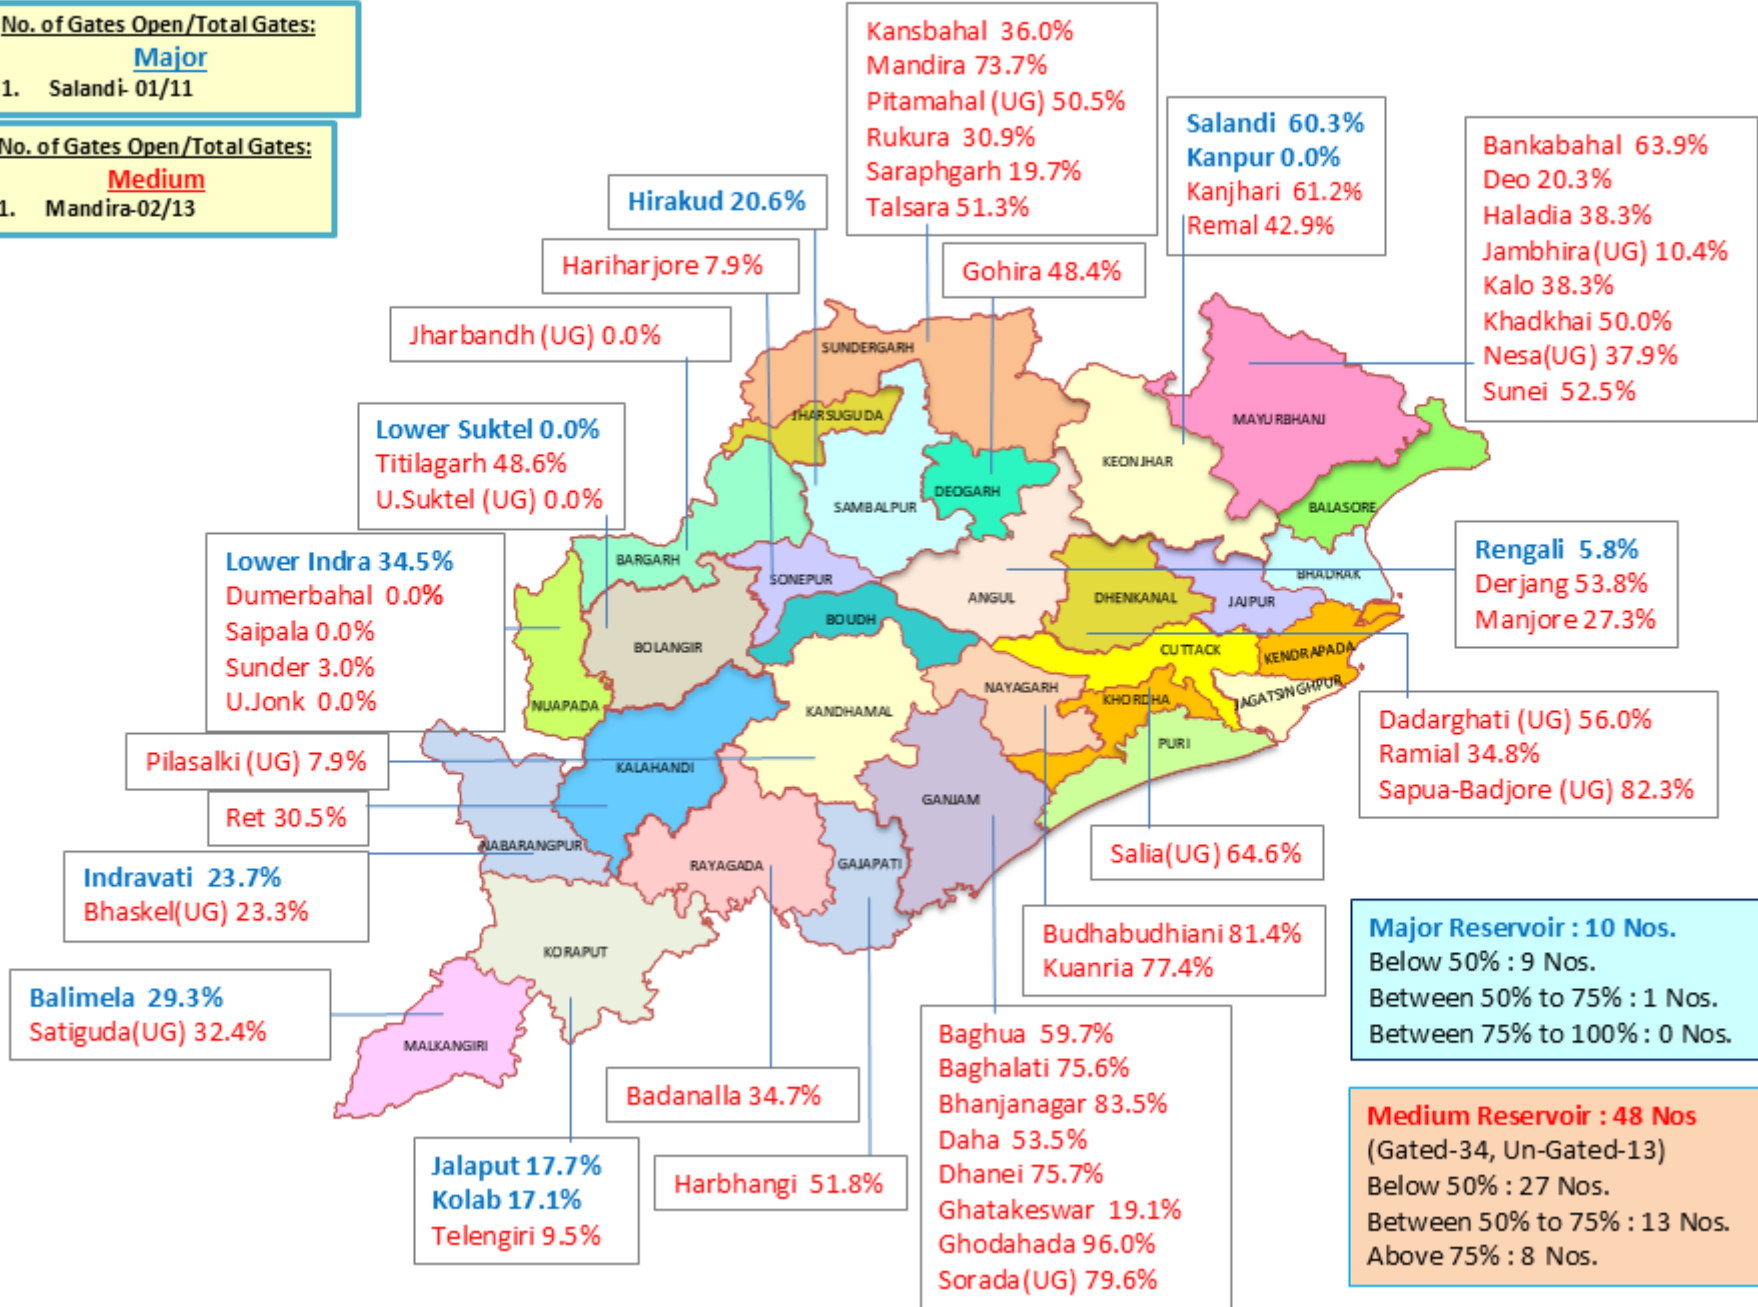 No. of Gates Open/Total Gates:
Major
1. Salandi- 01/11
No. of Gates Open/Total Gates:
Medium
1. Mandira-02/13
Kansbahal 36.0%
Mandira 73.7%
Pitamahal (UG) 50.5%
Rukura 30.9%
Saraphgarh 19.7%
Talsara 51.3%
Salandi 60.3%
Kanpur 0.0%
Kanjhari 61.2%
Remal 42.9%
Bankabahal 63.9%
Deo 20.3%
Haladia 38.3%
Jambhira(UG) 10.4%
Kalo 38.3%
Khadkhai 50.0%
Nesa(UG) 37.9%
Sunei 52.5%
Hirakud 20.6%
Hariharjore 7.9%
Gohira 48.4%
Jharbandh (UG) 0.0%
Lower Suktel 0.0%
Titilagarh 48.6%
U.Suktel (UG) 0.0%
Lower Indra 34.5%
Dumerbahal 0.0%
Saipala 0.0%
Sunder 3.0%
U.Jonk 0.0%
Pilasalki (UG) 7.9%
Ret 30.5%
Indravati 23.7%
Bhaskel(UG) 23.3%
Balimela 29.3%
Satiguda(UG) 32.4%
Jalaput 17.7%
Kolab 17.1%
Telengiri 9.5%
Badanalla 34.7%
Harbhangi 51.8%
Baghua 59.7%
Baghalati 75.6%
Bhanjanagar 83.5%
Daha 53.5%
Dhanei 75.7%
Ghatakeswar 19.1%
Ghodahada 96.0%
Sorada(UG) 79.6%
Budhabudhiani 81.4%
Kuanria 77.4%
Salia(UG) 64.6%
Dadarghati (UG) 56.0%
Ramial 34.8%
Sapua-Badjore (UG) 82.3%
Rengali 5.8%
Derjang 53.8%
Manjore 27.3%
SUNDERGARH
JHARSUGUDA
SAMBALPUR
DEOGARH
KEONJHAR
MAYURBHANJ
BALASORE
BHADRAK
BARGARH
SONEPUR
ANGUL
DHENKANAL
JAJPUR
BOUDH
BOLANGIR
CUTTACK
KENDRAPADA
JAGATSINGHPUR
NUAPADA
NAYAGARH
KHORDHA
KANDHAMAL
PURI
KALAHANDI
GANJAM
NABARANGPUR
RAYAGADA
GAJAPATI
KORAPUT
MALKANGIRI
Major Reservoir : 10 Nos.
Below 50% : 9 Nos.
Between 50% to 75% : 1 Nos.
Between 75% to 100% : 0 Nos.
Medium Reservoir : 48 Nos
(Gated-34, Un-Gated-13)
Below 50% : 27 Nos.
Between 50% to 75% : 13 Nos.
Above 75% : 8 Nos.